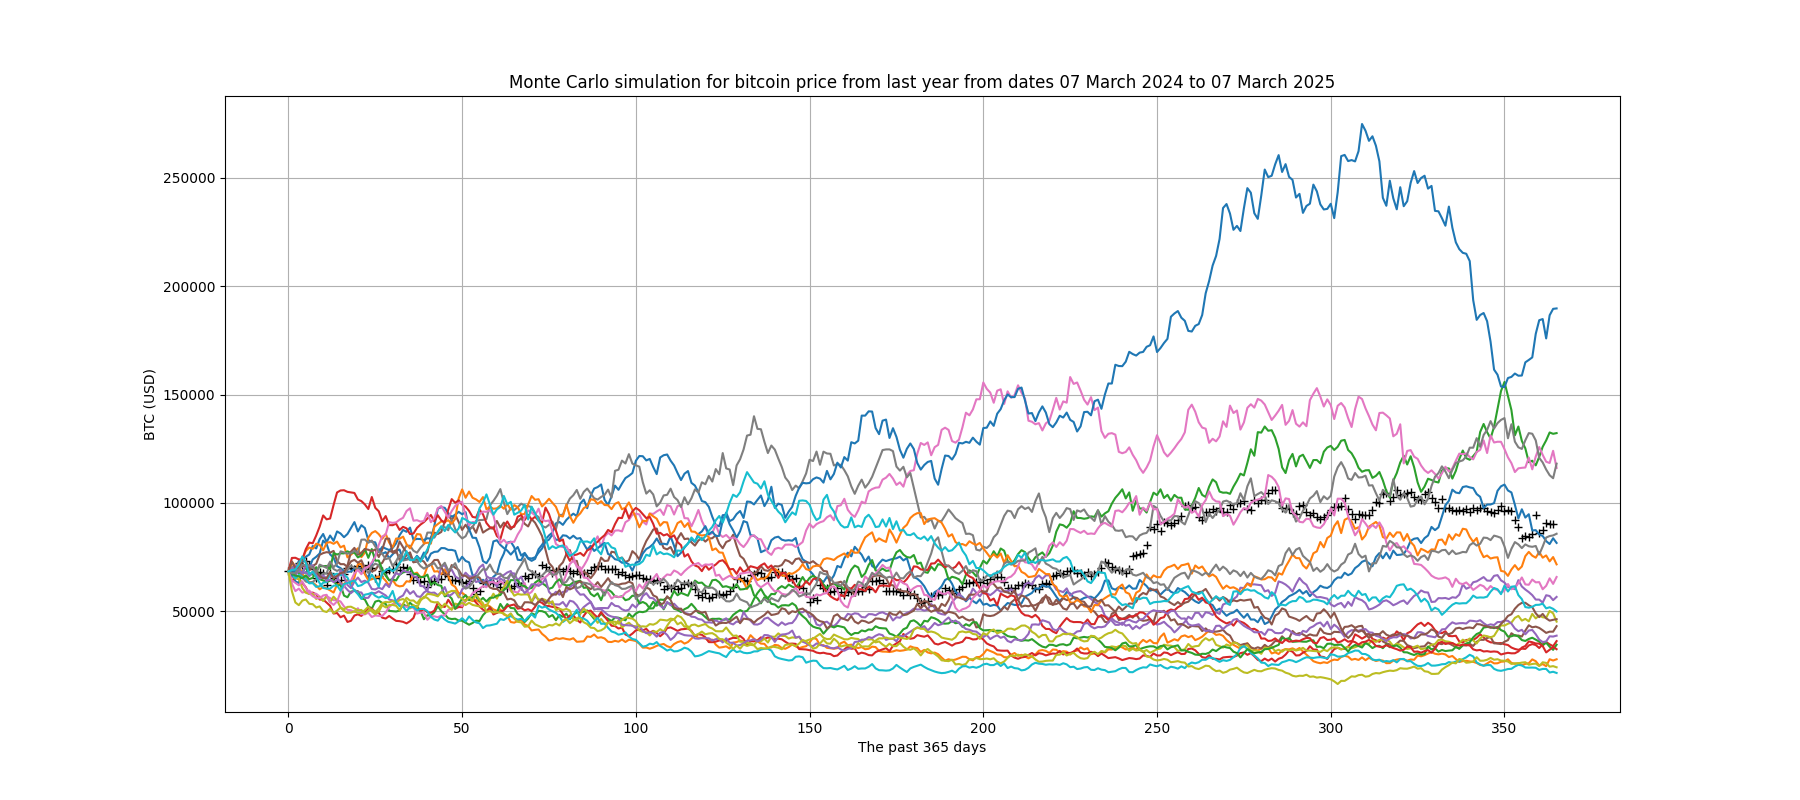 Monte Carlo simulation for bitcoin price from last year from dates 07 March 2024 to 07 March 2025
BTC (USD)
250000
200000
150000
100000
50000
0 50 100 150 200 250 300 350
The past 365 days